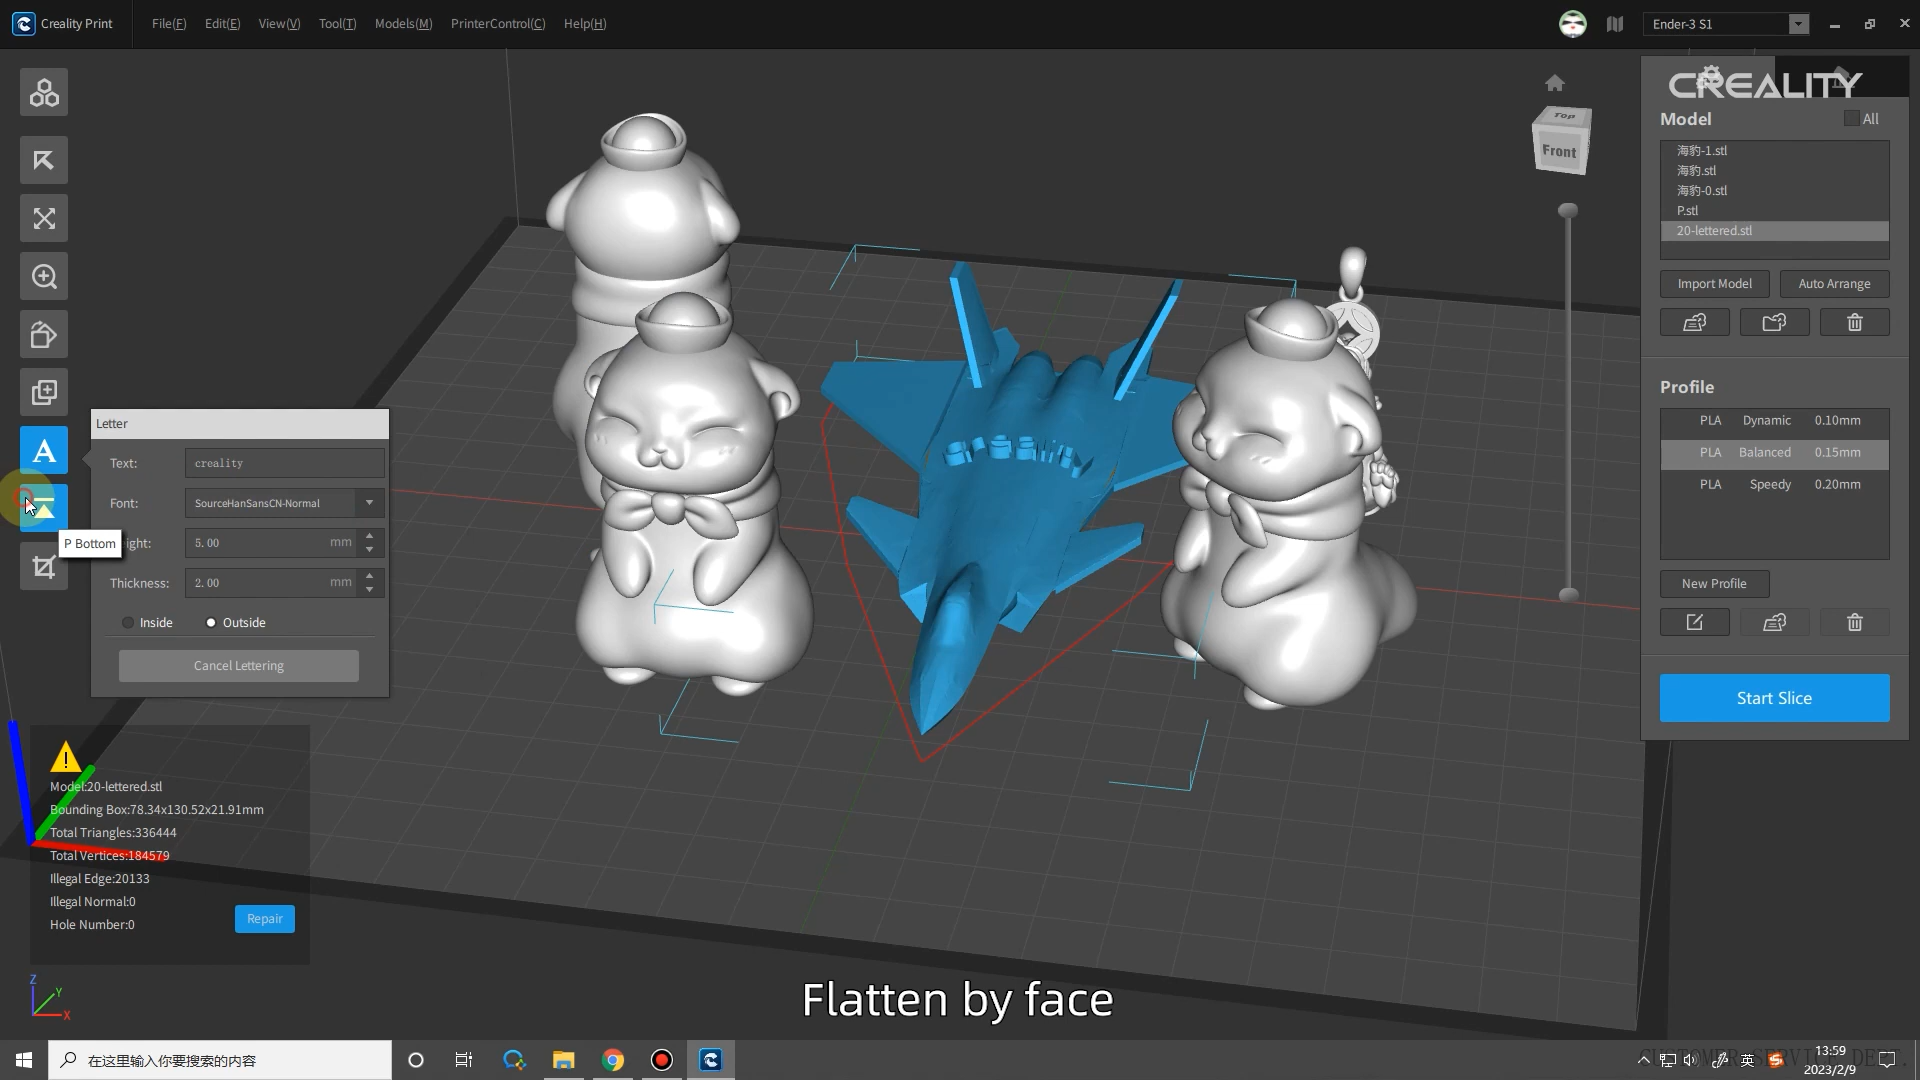 Creality Print
File(F) Edit(E) View(V) Tool(T) Models(M) PrinterControl(C) Help(H)
Ender-3 S1
CREALITY
Top
Front
Model
All
海豹-1.stl
海豹.stl
海豹-0.stl
P.stl
20-lettered.stl
Import Model
Auto Arrange
Profile
PLA Dynamic 0.10mm
PLA Balanced 0.15mm
PLA Speedy 0.20mm
New Profile
Start Slice
Letter
Text: creality
Font: SourceHanSansCN-Normal
ight: 5.00 mm
P Bottom
Thickness: 2.00 mm
Inside Outside
Cancel Lettering
Model:20-lettered.stl
Bounding Box:78.34x130.52x21.91mm
Total Triangles:336444
Total Vertices:184579
Illegal Edge:20133
Illegal Normal:0
Hole Number:0
Repair
Z
Y
X
Flatten by face
在这里输入你要搜索的内容
CUSTOMER SERVICE DEPT.
英
13:59
2023/2/9